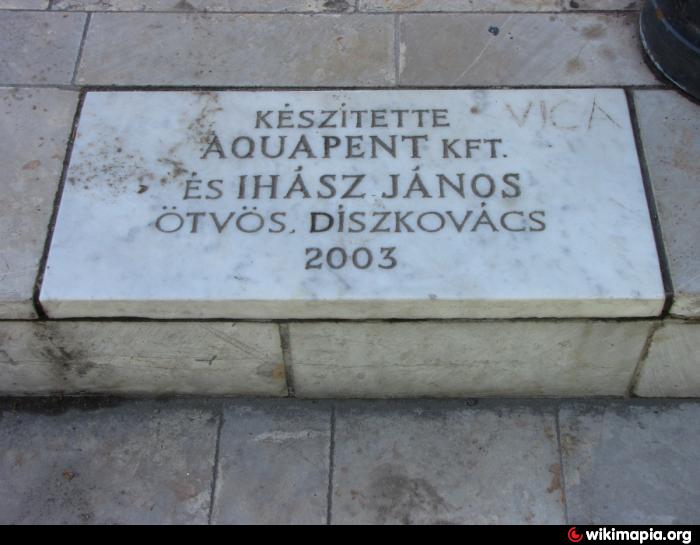 KÉSZÍTETTE
VICA
AQUAPENT KFT.
ÉS IHÁSZ JÁNOS
ÖTVÖS, DÍSZKOVÁCS
2003
wikimapia.org